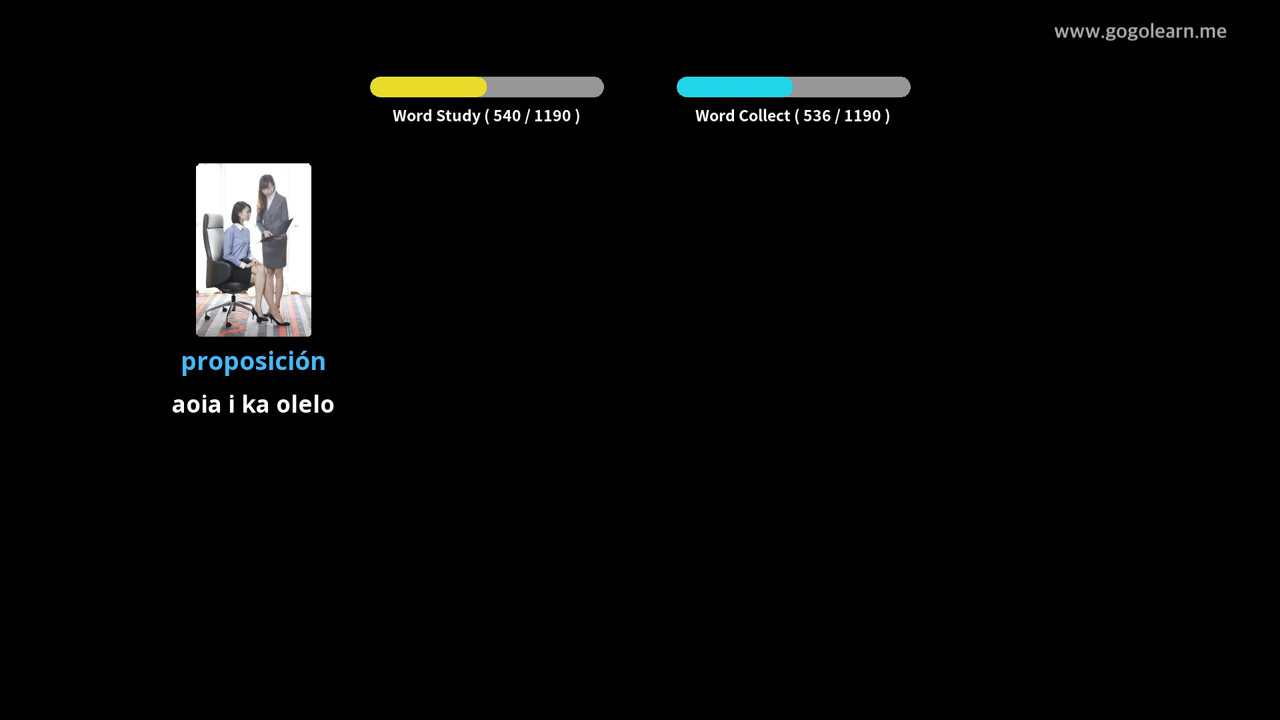 www.gogolearn.me
Word Study ( 540 / 1190 )
Word Collect ( 536 / 1190 )
proposición
aoia i ka olelo